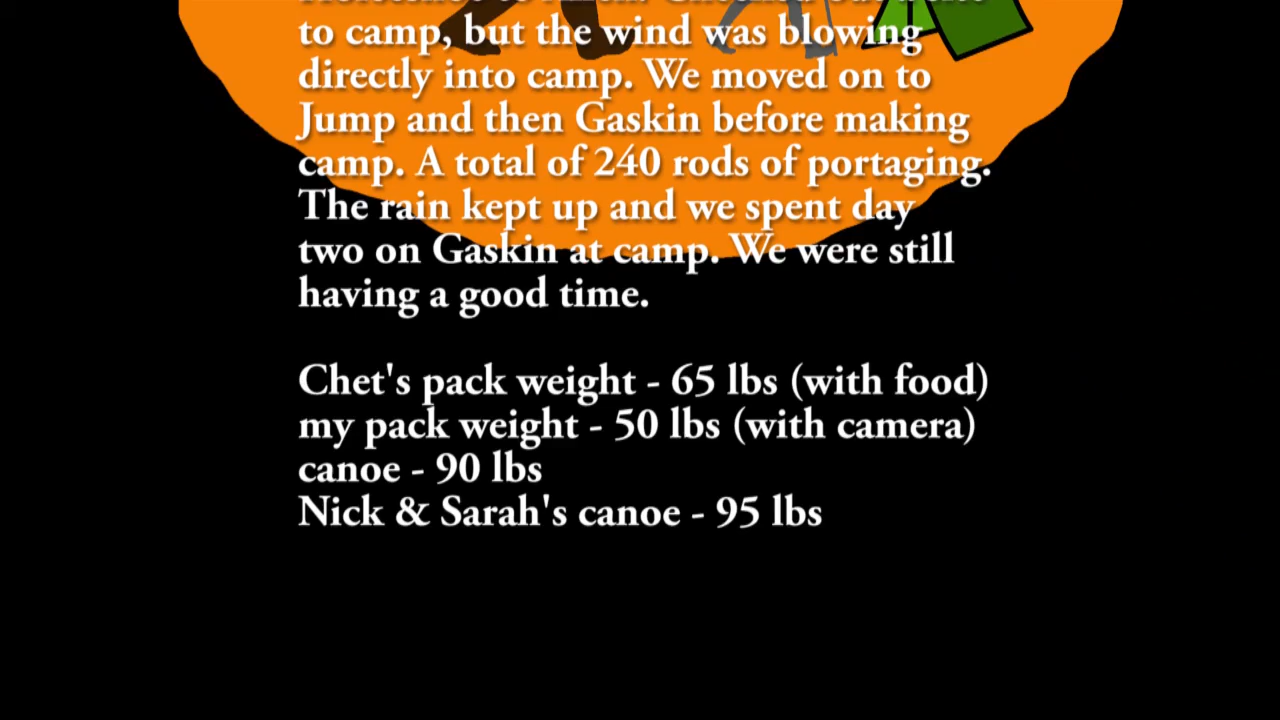 to camp, but the wind was blowing
directly into camp. We moved on to
Jump and then Gaskin before making
camp. A total of 240 rods of portaging.
The rain kept up and we spent day
two on Gaskin at camp. We were still
having a good time.
Chet's pack weight - 65 lbs (with food)
my pack weight - 50 lbs (with camera)
canoe - 90 lbs
Nick & Sarah's canoe - 95 lbs